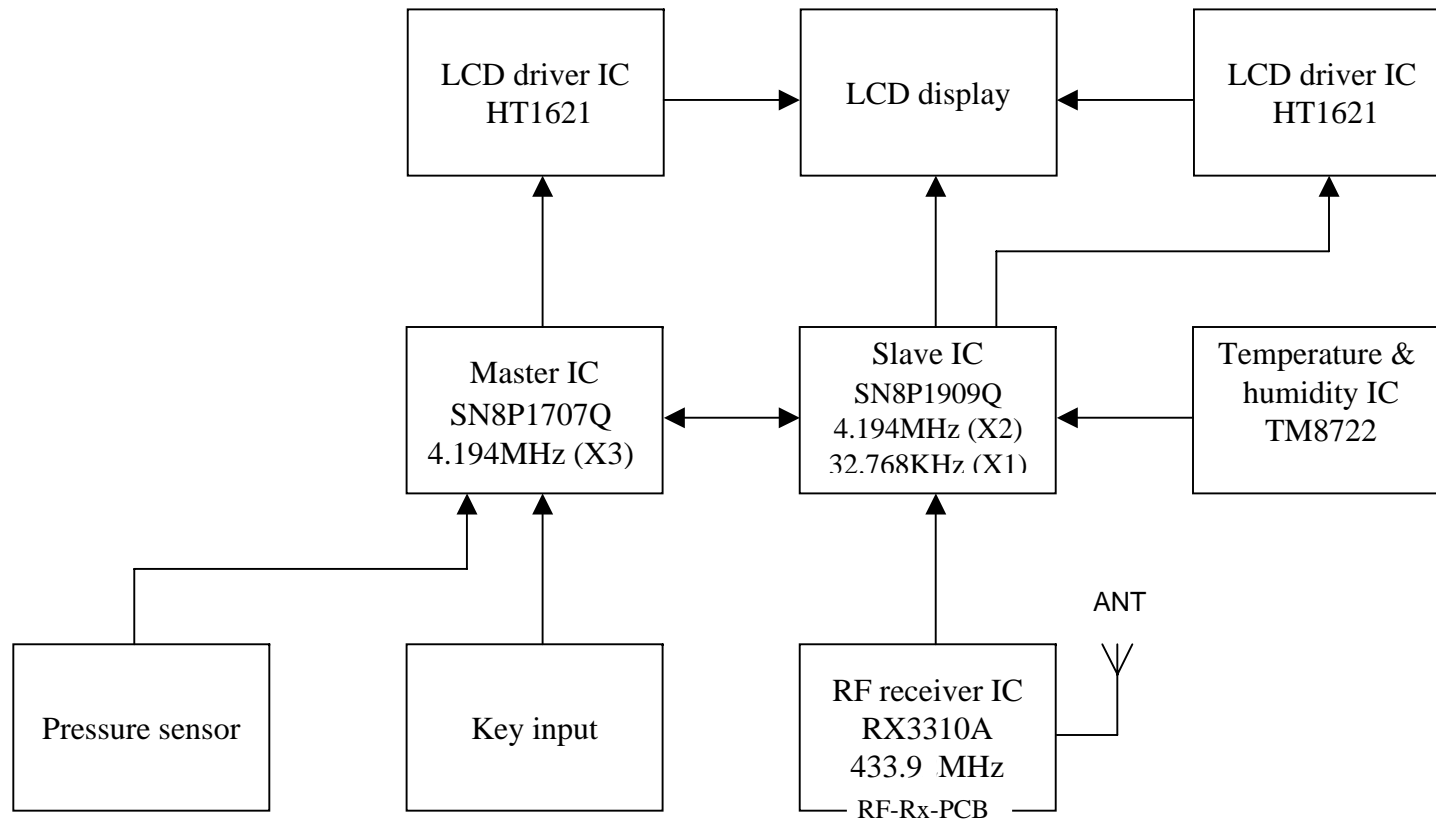 LCD driver IC
HT1621
LCD display
LCD driver IC
HT1621
Master IC
SN8P1707Q
4.194MHz (X3)
Slave IC
SN8P1909Q
4.194MHz (X2)
32.768KHz (X1)
Temperature &
humidity IC
TM8722
ANT
Pressure sensor
Key input
RF receiver IC
RX3310A
433.9 MHz
RF-Rx-PCB